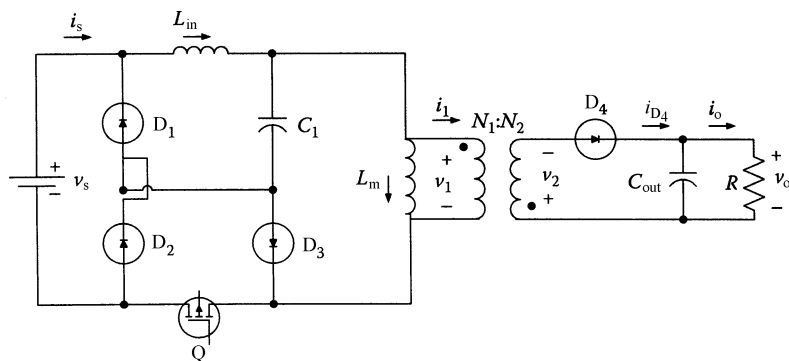 i_s
L_in
D_1
C_1
+
v_s
−
D_2
D_3
Q
L_m
i_1
N_1:N_2
+
v_1
−
−
v_2
+
D_4
i_D4
i_o
C_out
R
+
v_o
−